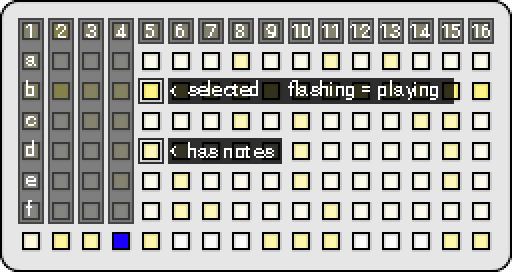 1 2 3 4 5 6 7 8 9 10 11 12 13 14 15 16
a
b < selected flashing = playing
c
d < has notes
e
f